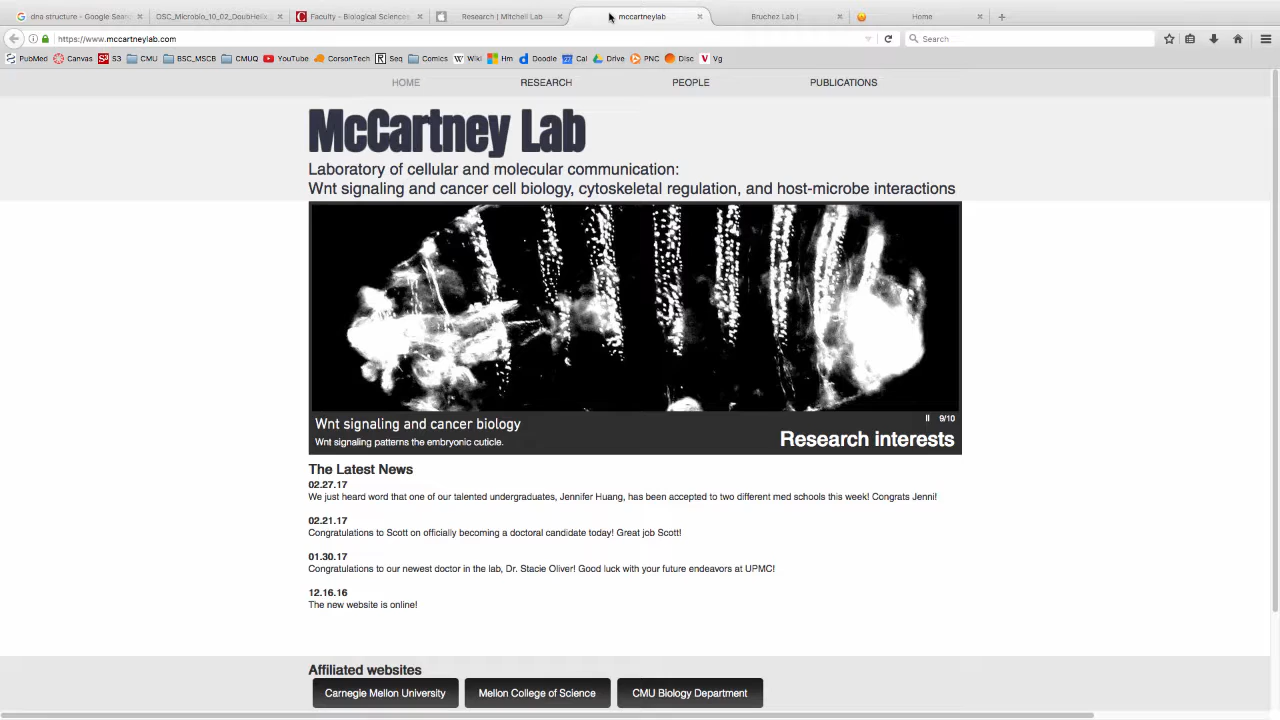 dna structure - Google Sear
DSC_Microbio_10_02_DoubHelix
Faculty - Biological Sciences
Research | Mitchell Lab
mccartneylab
Bruchez Lab |
Home
https://www.mccartneylab.com
Search
PubMed Canvas S3 CMU BSC_MSCB CMUQ YouTube CorsonTech Seq Comics Wiki Hm Doodle Cal Drive PNC Disc Vg
HOME RESEARCH PEOPLE PUBLICATIONS
McCartney Lab
Laboratory of cellular and molecular communication:
Wnt signaling and cancer cell biology, cytoskeletal regulation, and host-microbe interactions
9/10
Wnt signaling and cancer biology
Wnt signaling patterns the embryonic cuticle.
Research interests
The Latest News
02.27.17
We just heard word that one of our talented undergraduates, Jennifer Huang, has been accepted to two different med schools this week! Congrats Jenni!
02.21.17
Congratulations to Scott on officially becoming a doctoral candidate today! Great job Scott!
01.30.17
Congratulations to our newest doctor in the lab, Dr. Stacie Oliver! Good luck with your future endeavors at UPMC!
12.16.16
The new website is online!
Affiliated websites
Carnegie Mellon University
Mellon College of Science
CMU Biology Department